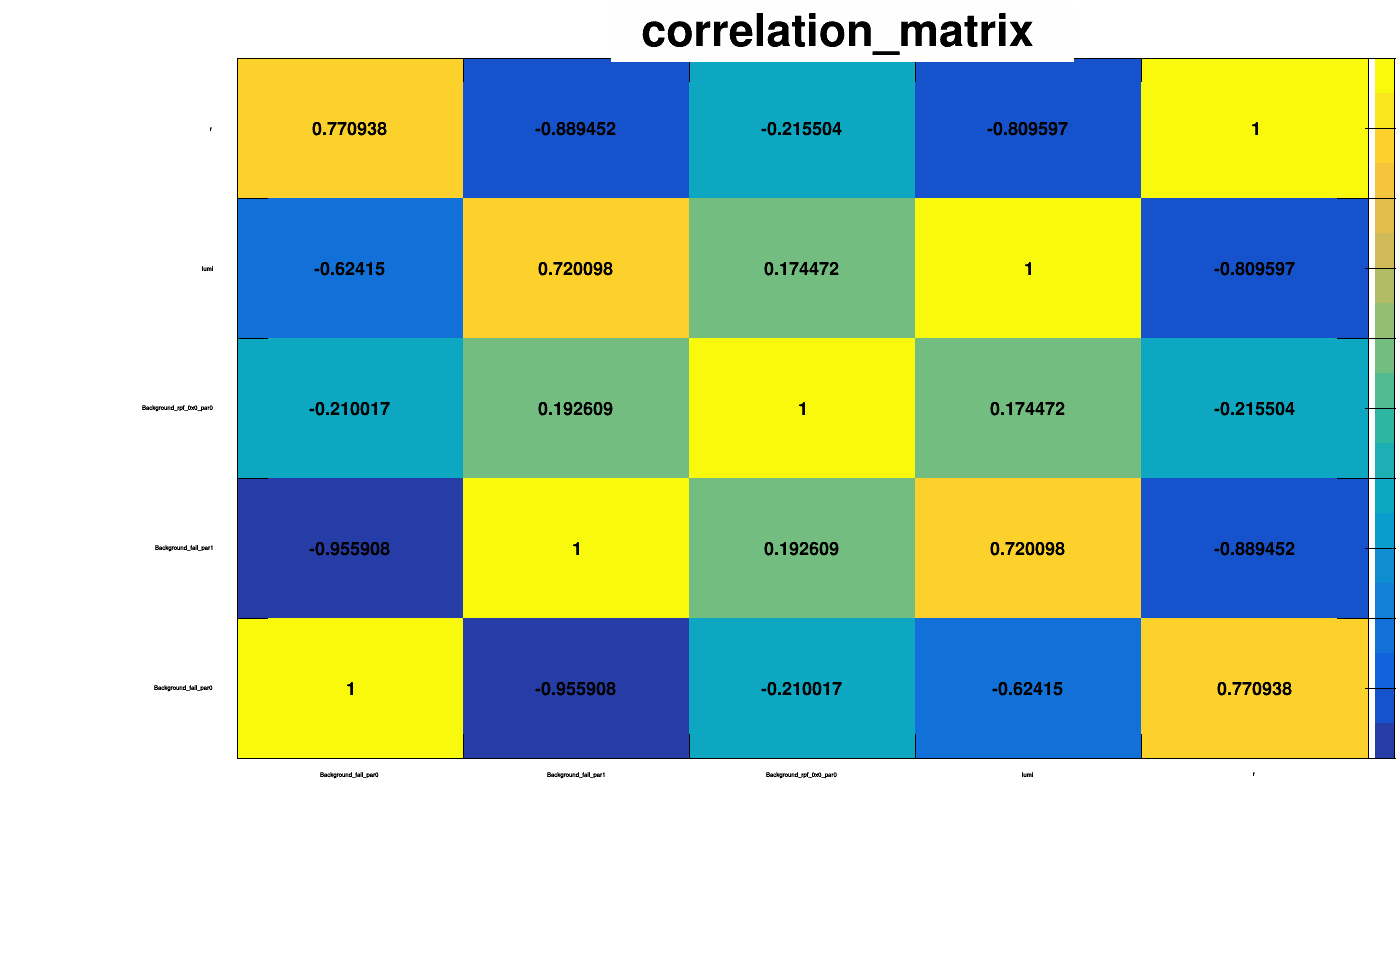 correlation_matrix
r 0.770938 -0.889452 -0.215504 -0.809597 1
lumi -0.62415 0.720098 0.174472 1 -0.809597
Background_rpf_0x0_par0 -0.210017 0.192609 1 0.174472 -0.215504
Background_fail_par1 -0.955908 1 0.192609 0.720098 -0.889452
Background_fail_par0 1 -0.955908 -0.210017 -0.62415 0.770938
Background_fail_par0 Background_fail_par1 Background_rpf_0x0_par0 lumi r